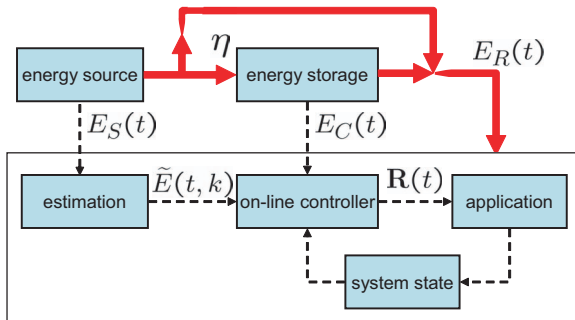 η
E_R(t)
energy source
energy storage
E_S(t)
E_C(t)
Ẽ(t, k)
R(t)
estimation
on-line controller
application
system state